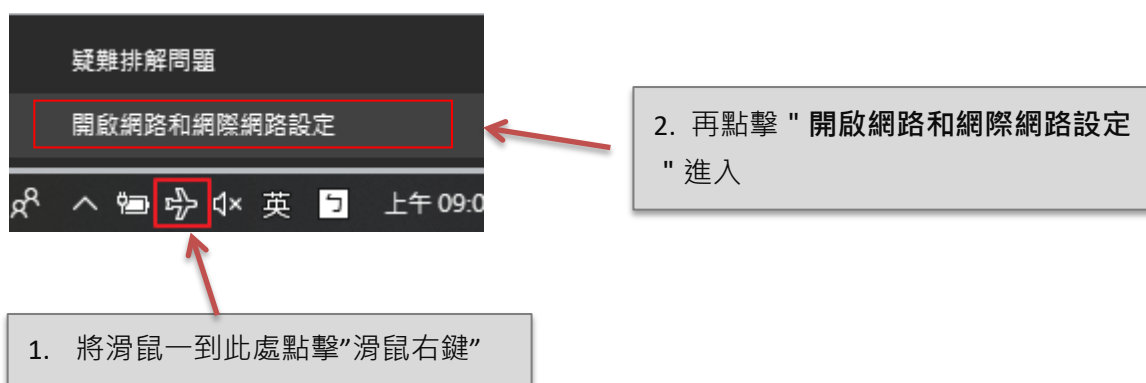 疑難排解問題
開啟網路和網際網路設定
英 ㄅ 上午 09:0
2. 再點擊 " 開啟網路和網際網路設定
" 進入
1. 將滑鼠一到此處點擊”滑鼠右鍵”